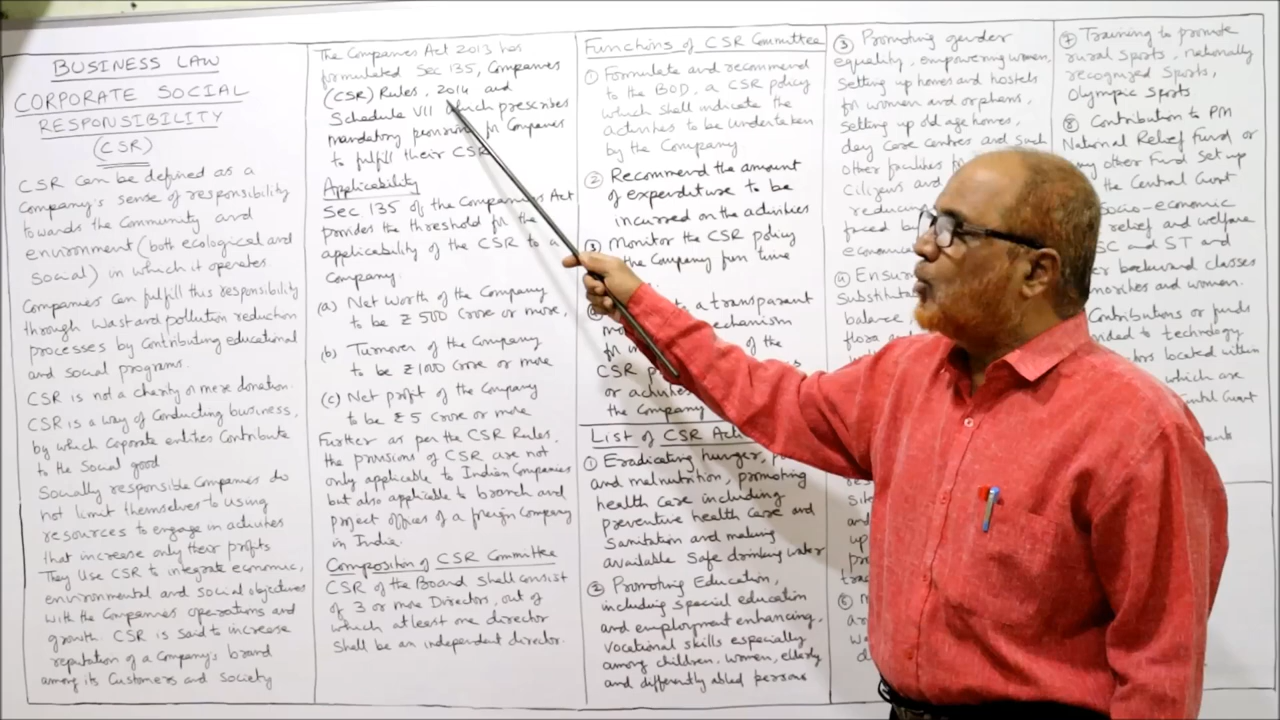 BUSINESS LAW
CORPORATE SOCIAL
RESPONSIBILITY
(CSR)
CSR can be defined as a
Company's sense of responsibility
towards the Community and
environment (both ecological and
social) in which it operates
Companies can fulfill this responsibility
through wast and pollution reduction
processes by contributing educational
and social programs.
CSR is not a charity or mere donation.
CSR is a way of conducting business,
by which Coporate entites contribute
to the social good
Socially responsible Companies do
not limit themselves to using
resources to engage in activites
that increase only their profits
They use CSR to integrate economic,
environmental and social objectives
with the Companies operations and
growth. CSR is said to increase
reputation of a Company's brand
among its customers and society
The Companies Act 2013 has
formulated Sec 135, Companies
(CSR) Rules, 2014 and
Schedule VII which prescribes
mandatory for Companies
to fulfill their CSR
Applicability
Sec 135 of the Companies Act
provides the threshold for the
applicability of the CSR to a
Company.
(a) Net worth of the Company
to be ₹ 500 Crore or more,
(b) Turnover of the Company
to be ₹ 1000 Crore or more
(c) Net profit of the Company
to be ₹ 5 Crore or more
Further as per the CSR Rules,
the provisions of CSR are not
only applicable to Indian Companies
but also applicable to branch and
project offices of a foreign Company
in India.
Composition of CSR Committee
CSR of the Board shall consist
of 3 or more Directors, out of
which at least one director
shall be an independent director.
Functions of CSR Committee
① Formulate and recommend
to the BOD, a CSR policy
which shall indicate the
activities to be undertaken
by the Company
② Recommend the amount
of expenditure to be
incurred on the activities
③ Monitor the CSR policy
the Company from time
a transparent
mechanism
of the
CSR
or
the Company
List of CSR
① Eradicating hunger,
and malnutrition, promoting
health care including
preventive health care and
Sanitation and making
available safe drinking water
② Promoting Education,
including special education
and employment enhancing,
vocational skills especially
among children, women, elderly
and differently abled persons
③ Promoting gender
equality, empowering women,
Setting up homes and hostels
for women and orphans,
Setting up old age homes,
day care centres and such
other facilities
and
reducing
faced
④
balance
⑦ Training to promote
rural sports, nationally
recognized sports,
Olympic sports
⑧ Contribution to PM
National Relief Fund or
any other Fund set up
the Central Govt
Socio-economic
relief and welfare
SC and ST and
backward classes
and women.
Contributions or funds
to technology
located within
which are
Govt